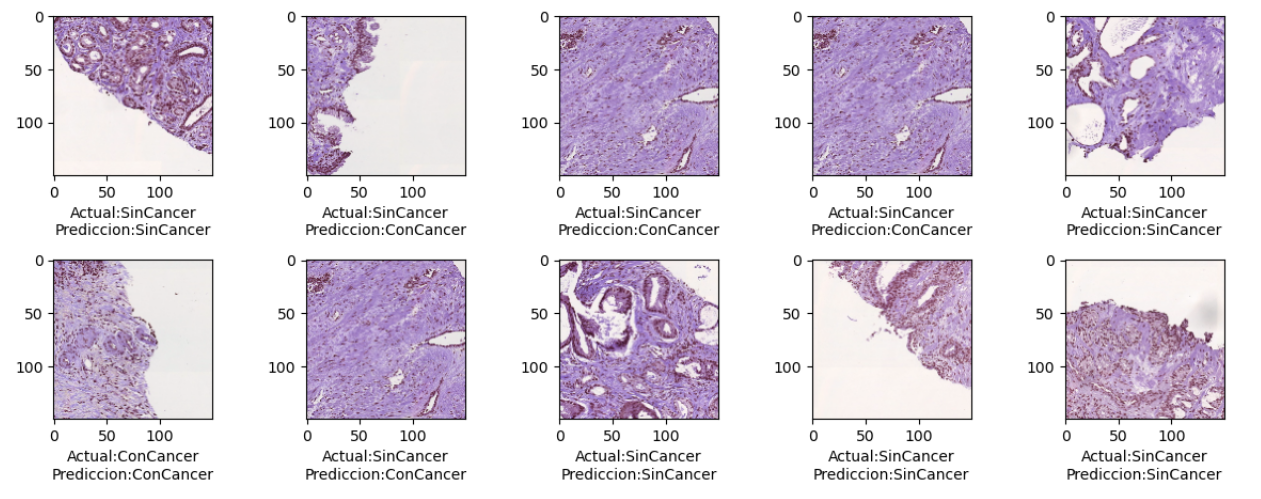 0
50
100
0 50 100
Actual:SinCancer
Prediccion:SinCancer
0
50
100
0 50 100
Actual:SinCancer
Prediccion:ConCancer
0
50
100
0 50 100
Actual:SinCancer
Prediccion:ConCancer
0
50
100
0 50 100
Actual:SinCancer
Prediccion:ConCancer
0
50
100
0 50 100
Actual:SinCancer
Prediccion:SinCancer
0
50
100
0 50 100
Actual:ConCancer
Prediccion:ConCancer
0
50
100
0 50 100
Actual:SinCancer
Prediccion:ConCancer
0
50
100
0 50 100
Actual:SinCancer
Prediccion:SinCancer
0
50
100
0 50 100
Actual:SinCancer
Prediccion:SinCancer
0
50
100
0 50 100
Actual:SinCancer
Prediccion:SinCancer